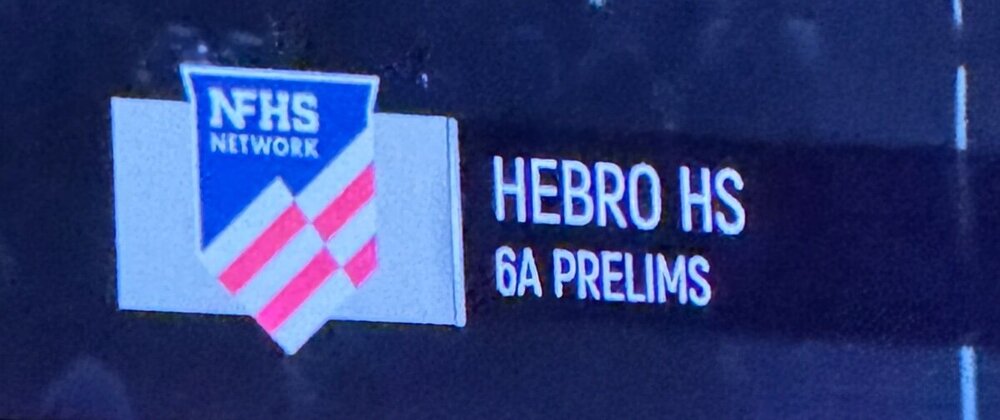 NFHS
NETWORK
HEBRO HS
6A PRELIMS